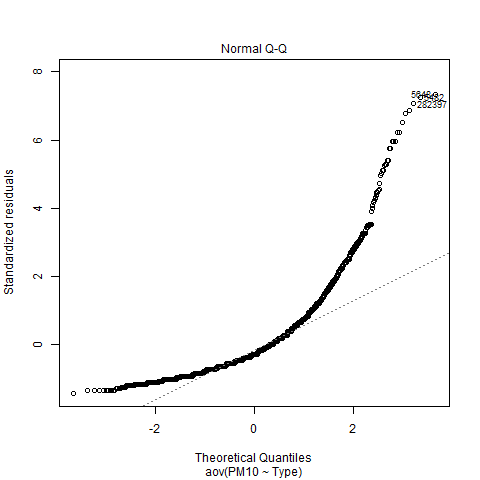 Normal Q-Q
Standardized residuals
8
6
4
2
0
-2
0
2
282397
Theoretical Quantiles
aov(PM10 ~ Type)